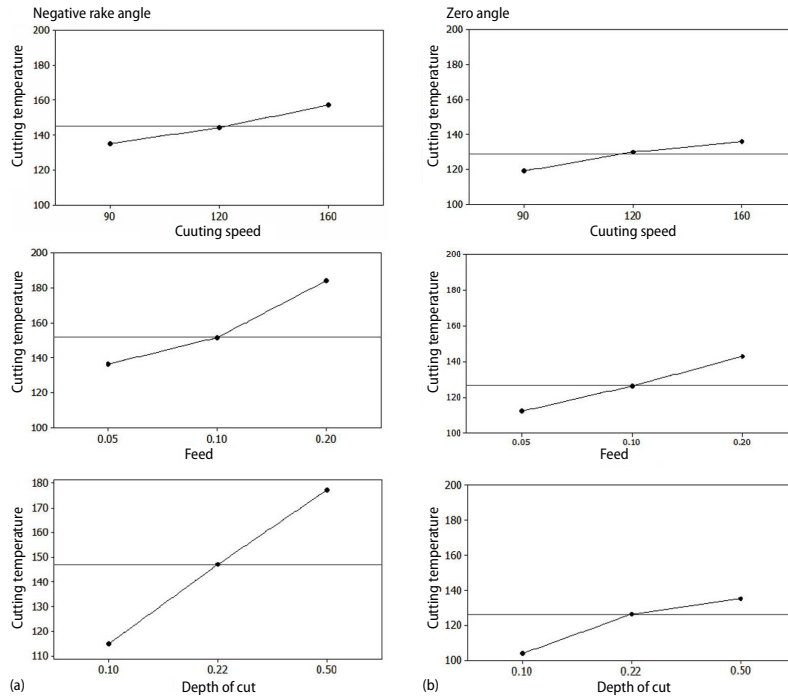 Negative rake angle
Cutting temperature
200
180
160
140
120
100
90 120 160
Cuuting speed
Cutting temperature
200
180
160
140
120
100
0.05 0.10 0.20
Feed
Cutting temperature
180
170
160
150
140
130
120
110
0.10 0.22 0.50
(a) Depth of cut
Zero angle
Cutting temperature
200
180
160
140
120
100
90 120 160
Cuuting speed
Cutting temperature
200
180
160
140
120
100
0.05 0.10 0.20
Feed
Cutting temperature
200
180
160
140
120
100
0.10 0.22 0.50
(b) Depth of cut